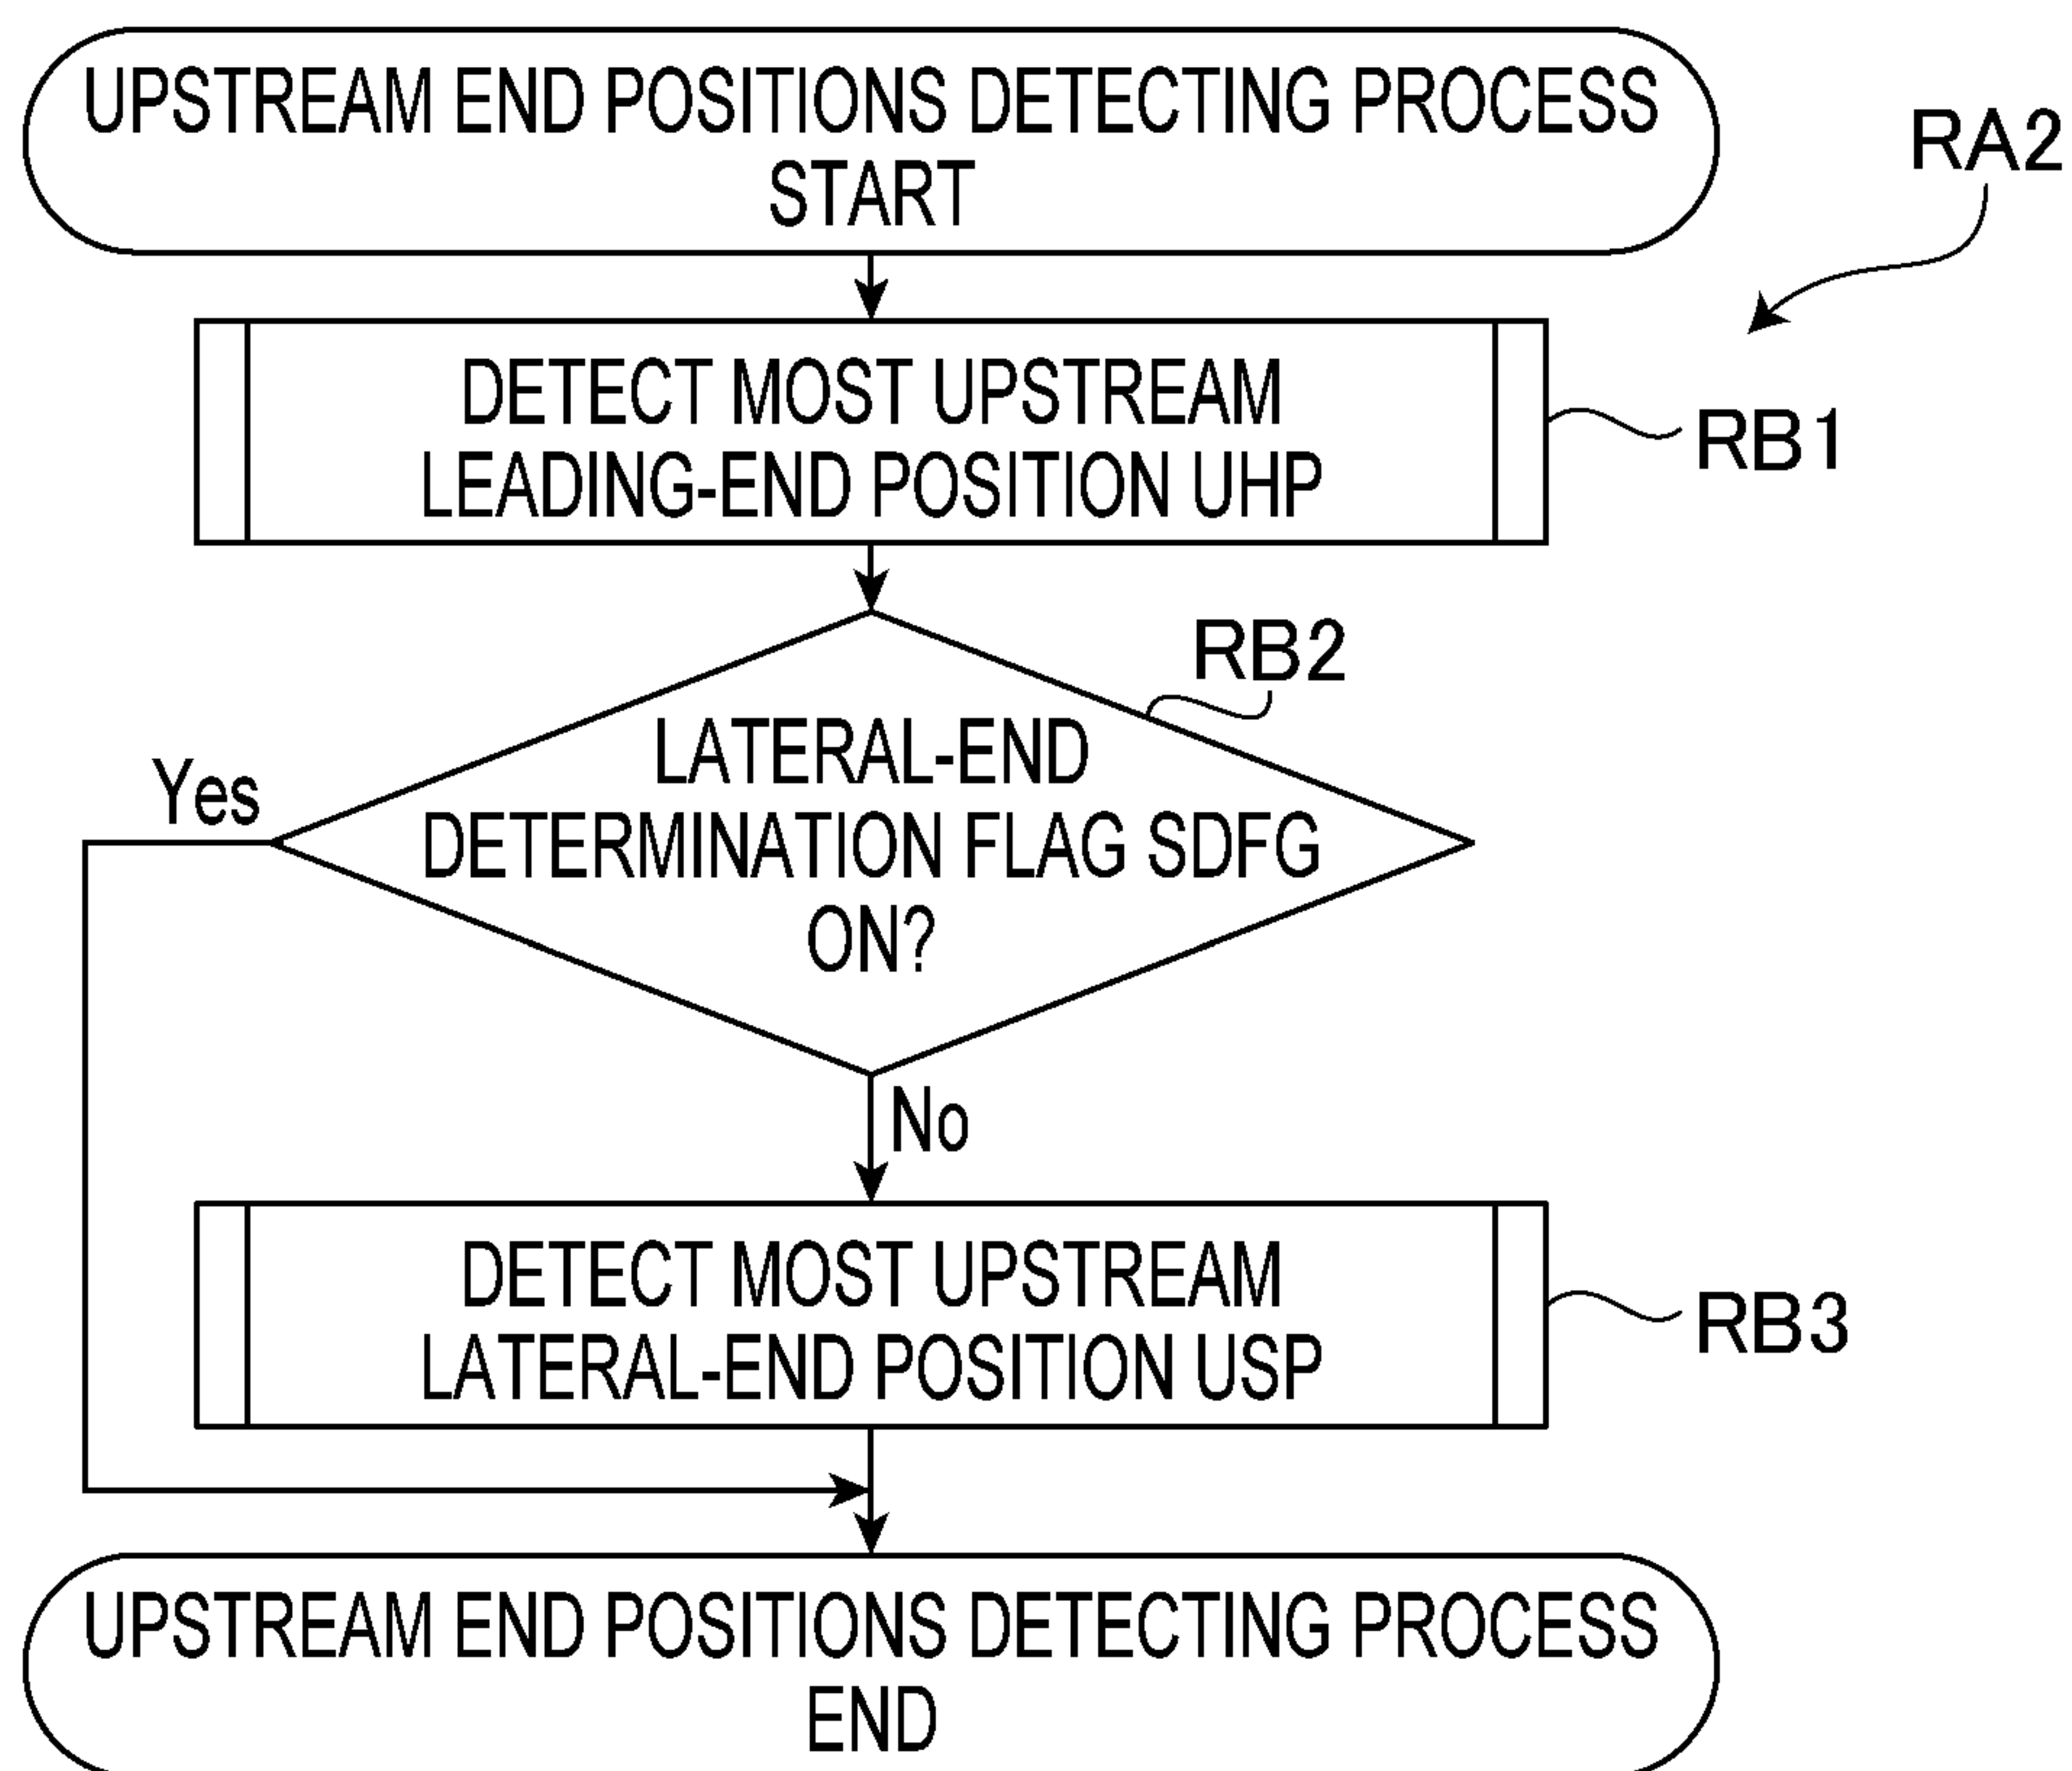 UPSTREAM END POSITIONS DETECTING PROCESS
START
RA2
DETECT MOST UPSTREAM
LEADING-END POSITION UHP
RB1
RB2
LATERAL-END
DETERMINATION FLAG SDFG
ON?
Yes
No
DETECT MOST UPSTREAM
LATERAL-END POSITION USP
RB3
UPSTREAM END POSITIONS DETECTING PROCESS
END